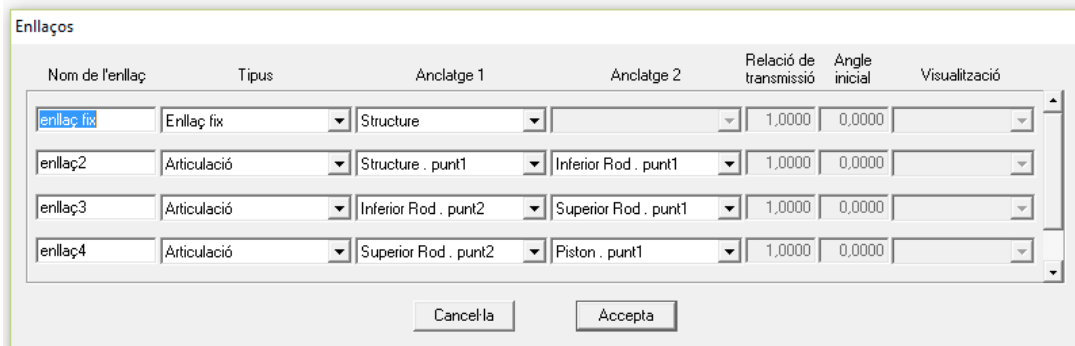 Enllaços
Nom de l'enllaç Tipus Anclatge 1 Anclatge 2 Relació de transmissió Angle inicial Visualització
enllaç fix Enllaç fix Structure 1,0000 0,0000
enllaç2 Articulació Structure . punt1 Inferior Rod . punt1 1,0000 0,0000
enllaç3 Articulació Inferior Rod . punt2 Superior Rod . punt1 1,0000 0,0000
enllaç4 Articulació Superior Rod . punt2 Piston . punt1 1,0000 0,0000
Cancel·la Accepta